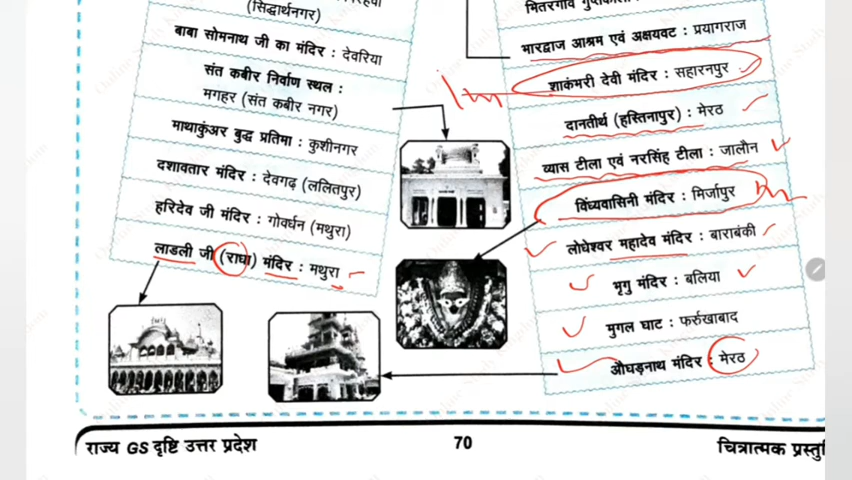 (सिद्धार्थनगर)
बाबा सोमनाथ जी का मंदिर : देवरिया
संत कबीर निर्वाण स्थल :
मगहर (संत कबीर नगर)
माथाकुंअर बुद्ध प्रतिमा : कुशीनगर
दशावतार मंदिर : देवगढ़ (ललितपुर)
हरिदेव जी मंदिर : गोवर्धन (मथुरा)
लाडली जी (राधा) मंदिर : मथुरा
भारद्वाज आश्रम एवं अक्षयवट : प्रयागराज
शाकंमरी देवी मंदिर : सहारनपुर
दानतीर्थ (हस्तिनापुर) : मेरठ
व्यास टीला एवं नरसिंह टीला : जालौन
विंध्यवासिनी मंदिर : मिर्जापुर
लोधेश्वर महादेव मंदिर : बाराबंकी
भृगु मंदिर : बलिया
मुगल घाट : फर्रुखाबाद
औघड़नाथ मंदिर : मेरठ
राज्य GS दृष्टि उत्तर प्रदेश
70
चित्रात्मक